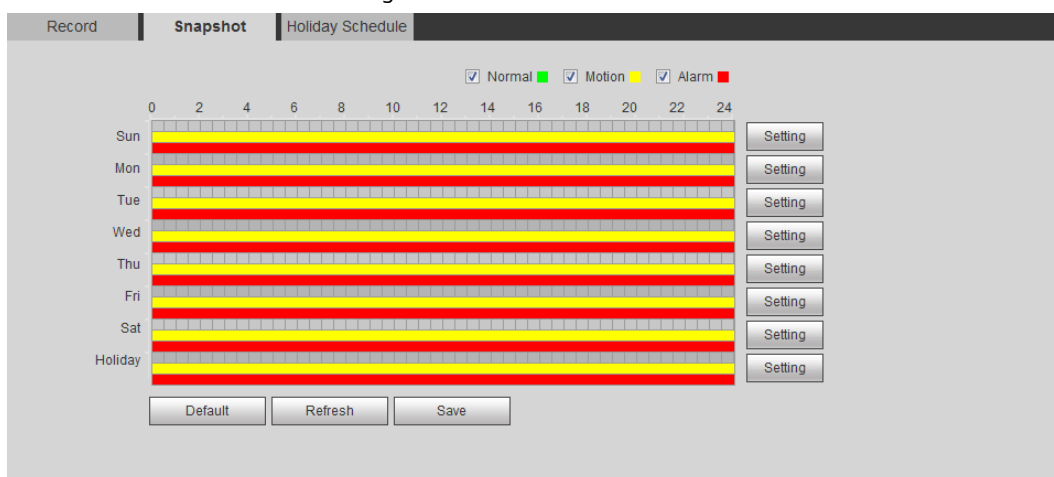 Record Snapshot Holiday Schedule
Normal Motion Alarm
0 2 4 6 8 10 12 14 16 18 20 22 24
Sun Setting
Mon Setting
Tue Setting
Wed Setting
Thu Setting
Fri Setting
Sat Setting
Holiday Setting
Default Refresh Save